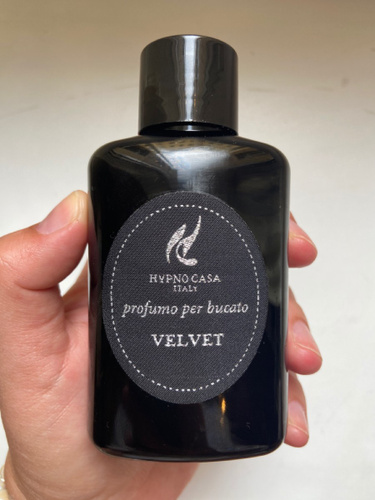 HYPNO CASA
ITALY
profumo per bucato
VELVET